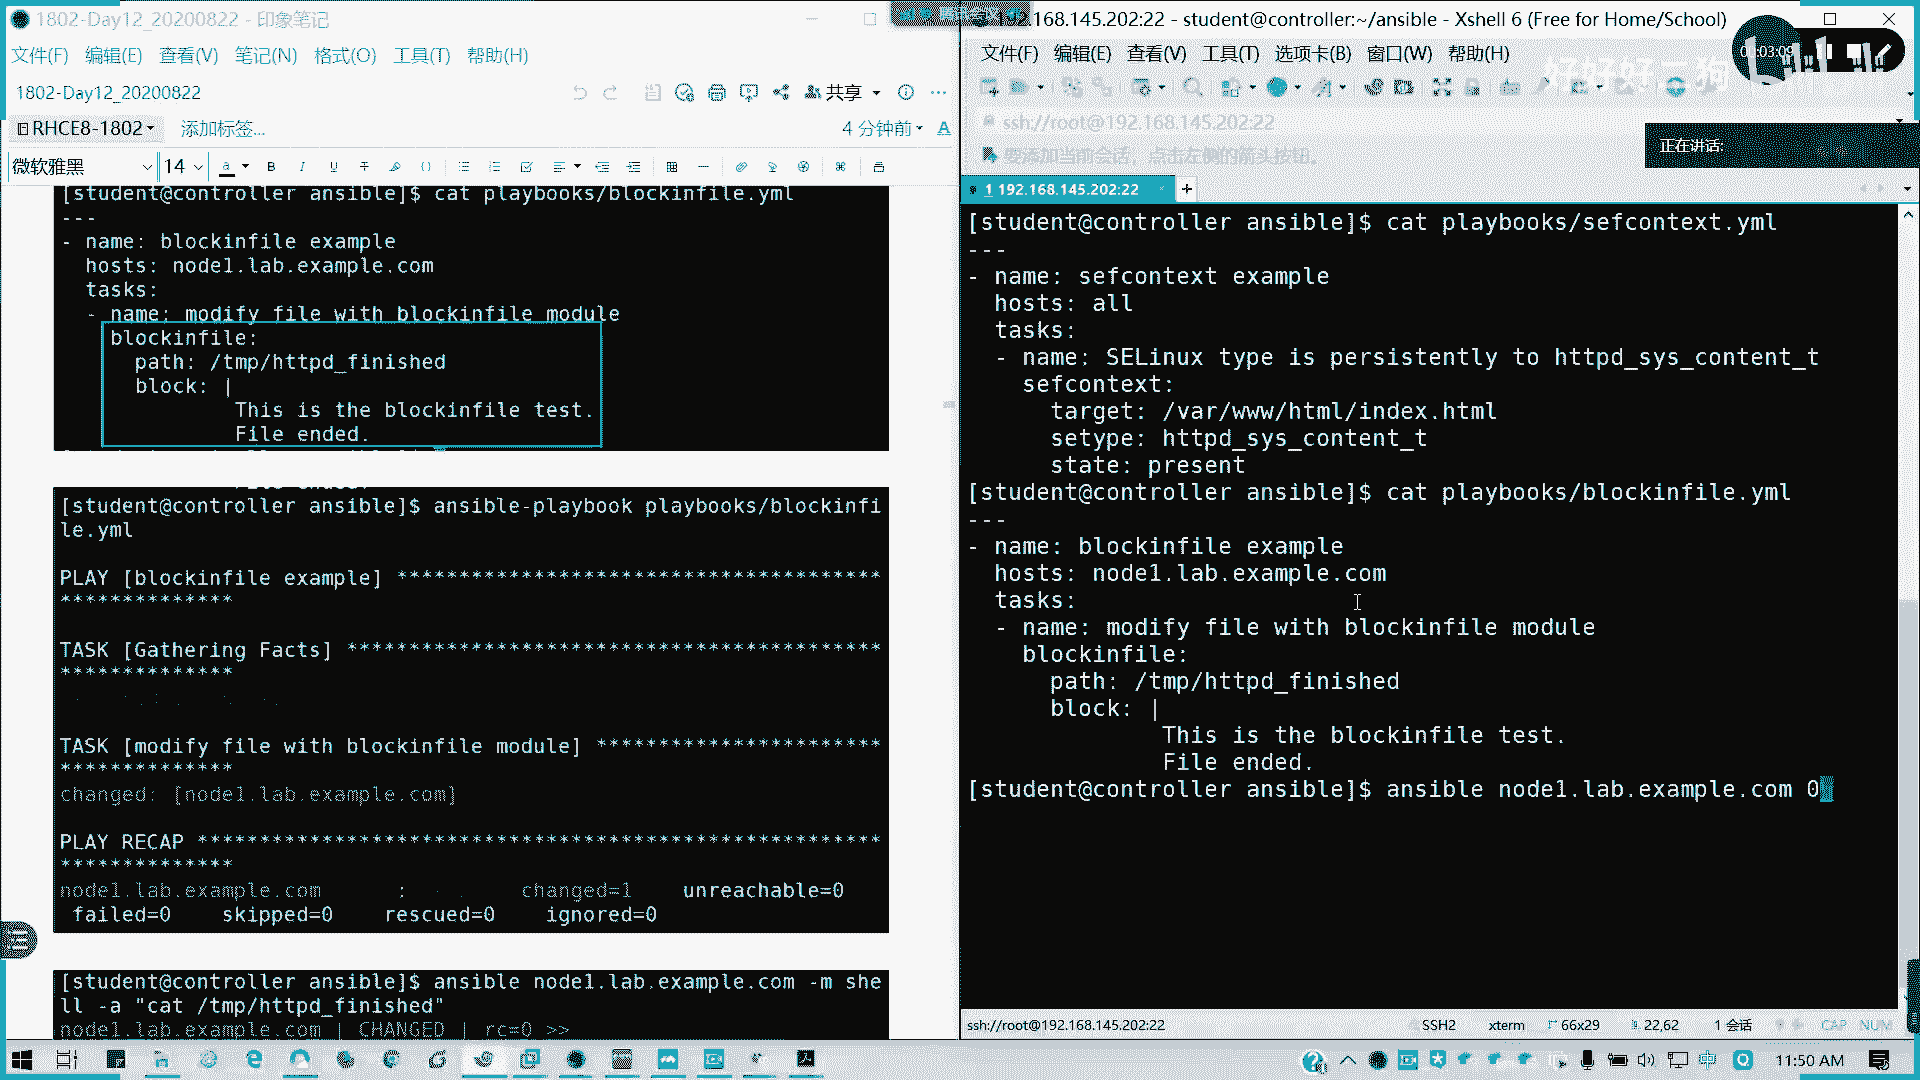 1802-Day12_20200822 - 印象笔记
文件(F) 编辑(E) 查看(V) 笔记(N) 格式(O) 工具(T) 帮助(H)
1802-Day12_20200822
共享
RHCE8-1802
添加标签...
4 分钟前
微软雅黑
14
[student@controller ansible]$ cat playbooks/blockinfile.yml
---
- name: blockinfile example
hosts: node1.lab.example.com
tasks:
- name: modify file with blockinfile module
blockinfile:
path: /tmp/httpd_finished
block: |
This is the blockinfile test.
File ended.
[student@controller ansible]$ ansible-playbook playbooks/blockinfi
le.yml
PLAY [blockinfile example] ***************************************
**************
TASK [Gathering Facts] *******************************************
**************
TASK [modify file with blockinfile module] ***********************
**************
changed: [node1.lab.example.com]
PLAY RECAP *******************************************************
**************
node1.lab.example.com : changed=1 unreachable=0
failed=0 skipped=0 rescued=0 ignored=0
[student@controller ansible]$ ansible node1.lab.example.com -m she
ll -a "cat /tmp/httpd_finished"
node1.lab.example.com | CHANGED | rc=0 >>
192.168.145.202:22 - student@controller:~/ansible - Xshell 6 (Free for Home/School)
文件(F) 编辑(E) 查看(V) 工具(T) 选项卡(B) 窗口(W) 帮助(H)
ssh://root@192.168.145.202:22
要添加当前会话，点击左侧的箭头按钮。
正在讲话:
1 192.168.145.202:22
[student@controller ansible]$ cat playbooks/sefcontext.yml
---
- name: sefcontext example
hosts: all
tasks:
- name: SELinux type is persistently to httpd_sys_content_t
sefcontext:
target: /var/www/html/index.html
setype: httpd_sys_content_t
state: present
[student@controller ansible]$ cat playbooks/blockinfile.yml
---
- name: blockinfile example
hosts: node1.lab.example.com
tasks:
- name: modify file with blockinfile module
blockinfile:
path: /tmp/httpd_finished
block: |
This is the blockinfile test.
File ended.
[student@controller ansible]$ ansible node1.lab.example.com 0
ssh://root@192.168.145.202:22
SSH2
xterm
66x29
22,62
1 会话
CAP NUM
11:50 AM